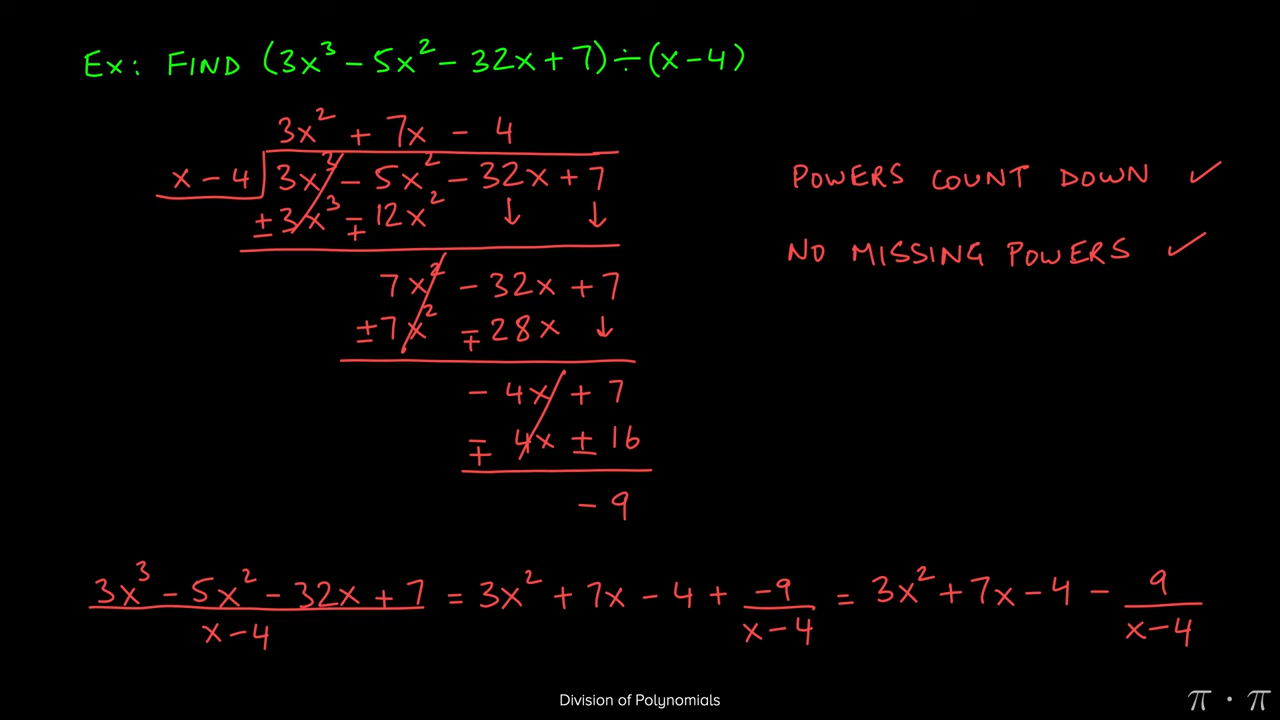 Ex: FIND (3x³ − 5x² − 32x + 7) ÷ (x − 4)
3x² + 7x − 4
x − 4 3x³ − 5x² − 32x + 7
± 3x³ ∓ 12x² ↓ ↓
7x² − 32x + 7
± 7x² ∓ 28x ↓
− 4x + 7
∓ 4x ± 16
− 9
POWERS COUNT DOWN ✓
NO MISSING POWERS ✓
(3x³ − 5x² − 32x + 7)/(x − 4) = 3x² + 7x − 4 + (−9)/(x − 4) = 3x² + 7x − 4 − 9/(x − 4)
Division of Polynomials
π · π